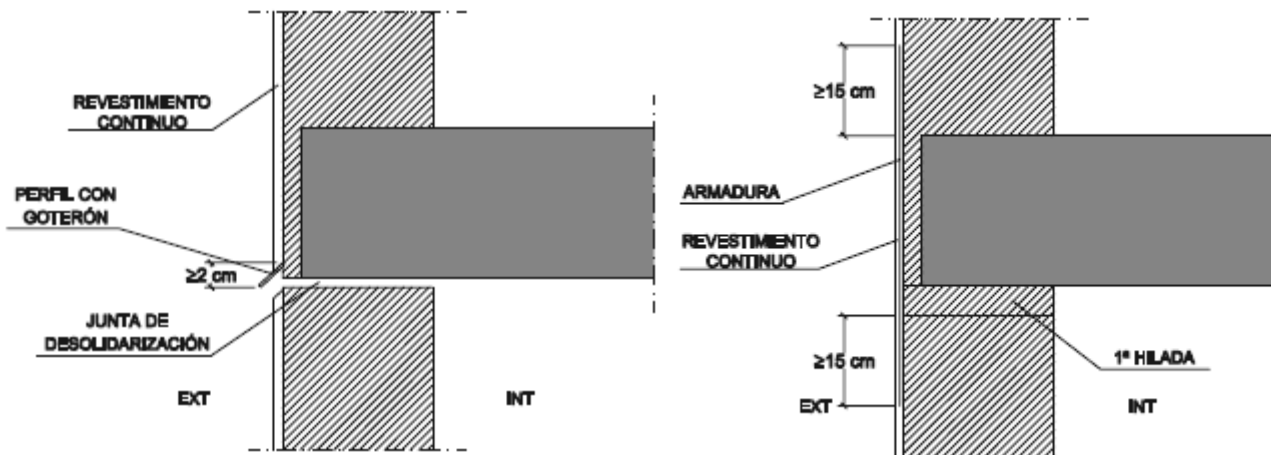 REVESTIMIENTO
CONTINUO
PERFIL CON
GOTERÓN
≥2 cm
JUNTA DE
DESOLIDARIZACIÓN
EXT
INT
≥15 cm
ARMADURA
REVESTIMIENTO
CONTINUO
≥15 cm
1ª HILADA
EXT
INT